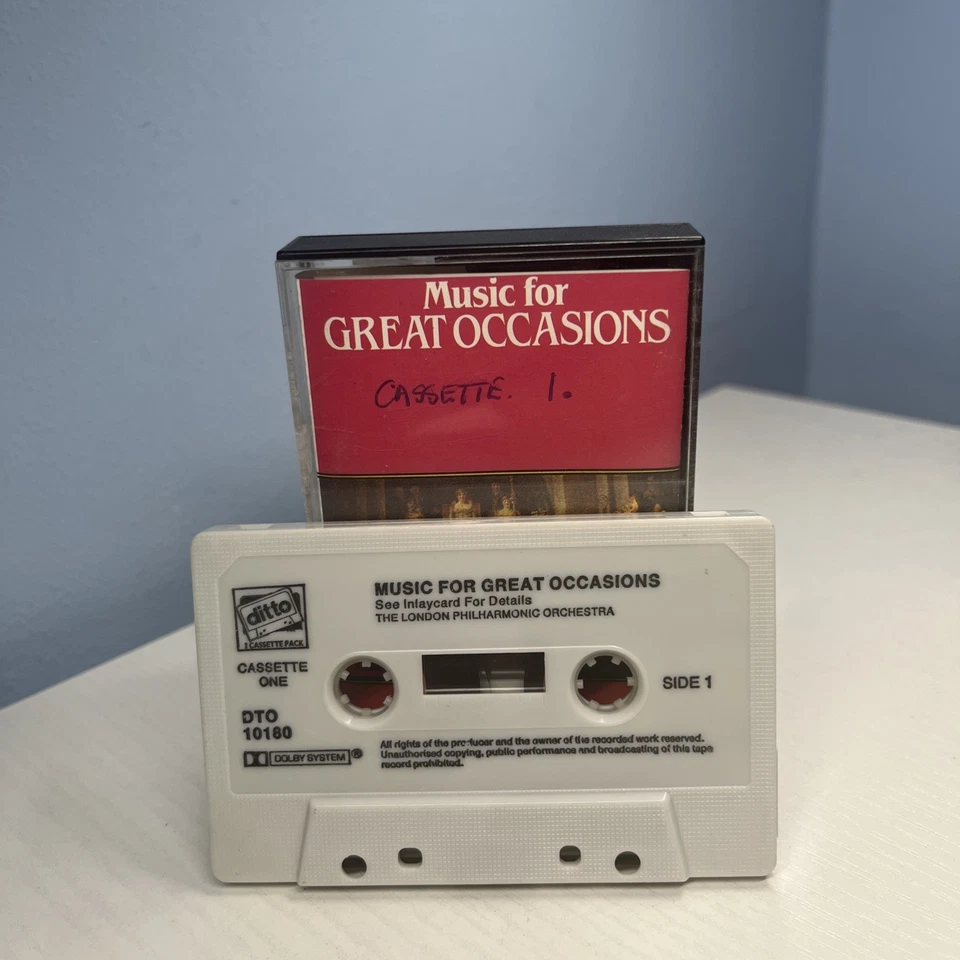 Music for
GREAT OCCASIONS
CASSETTE. 1.
ditto
MUSIC FOR GREAT OCCASIONS
See Inlaycard For Details
THE LONDON PHILHARMONIC ORCHESTRA
CASSETTE PACK
CASSETTE
ONE
SIDE 1
DTO
10180
DOLBY SYSTEM ®
All rights of the producer and the owner of the recorded work reserved.
Unauthorised copying, public performance and broadcasting of this tape
record prohibited.